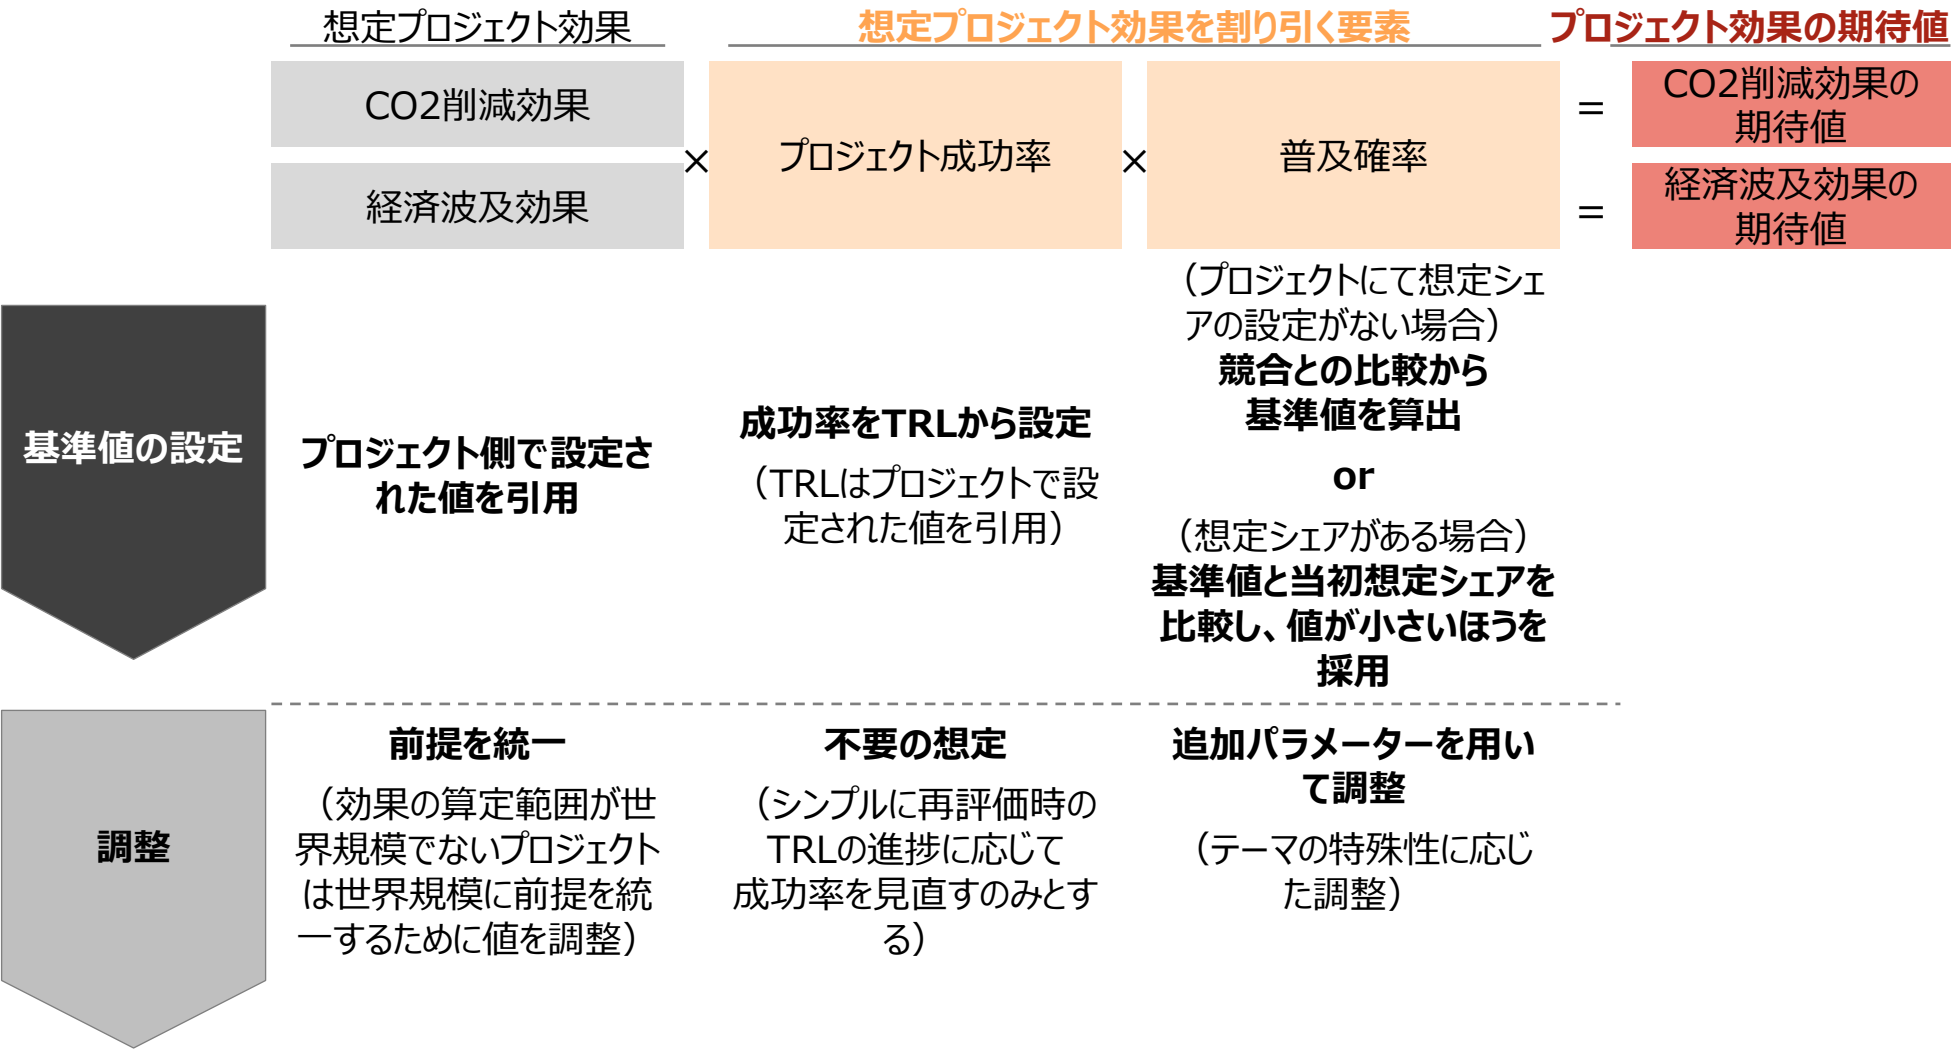 想定プロジェクト効果
想定プロジェクト効果を割り引く要素
プロジェクト効果の期待値
CO2削減効果
経済波及効果
×
プロジェクト成功率
×
普及確率
=
CO2削減効果の
期待値
=
経済波及効果の
期待値
基準値の設定
プロジェクト側で設定さ
れた値を引用
成功率をTRLから設定
（TRLはプロジェクトで設
定された値を引用）
（プロジェクトにて想定シェ
アの設定がない場合）
競合との比較から
基準値を算出
or
（想定シェアがある場合）
基準値と当初想定シェアを
比較し、値が小さいほうを
採用
調整
前提を統一
（効果の算定範囲が世
界規模でないプロジェクト
は世界規模に前提を統
一するために値を調整）
不要の想定
（シンプルに再評価時の
TRLの進捗に応じて
成功率を見直すのみとす
る）
追加パラメーターを用い
て調整
（テーマの特殊性に応じ
た調整）